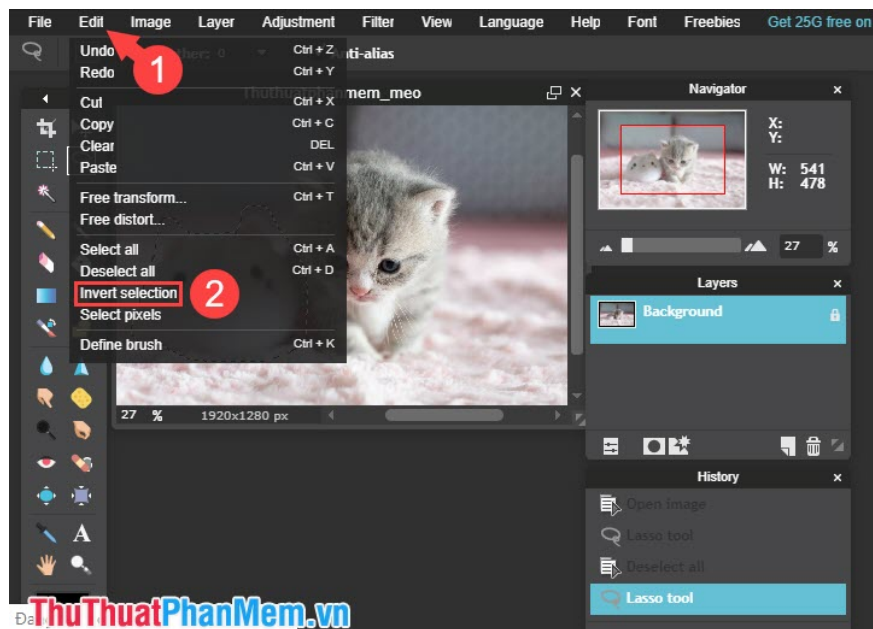 File Edit Image Layer Adjustment Filter View Language Help Font Freebies Get 25G free on
Undo Ctrl + Z
Redo Ctrl + Y
Cut Ctrl + X
Copy Ctrl + C
Clear DEL
Paste Ctrl + V
Free transform... Ctrl + T
Free distort...
Select all Ctrl + A
Deselect all Ctrl + D
Invert selection
Select pixels
Define brush Ctrl + K
1
2
ther: 0
nti-alias
Thuthuatphanmem_meo
27 % 1920x1280 px
Navigator
X:
Y:
W: 541
H: 478
27 %
Layers
Background
History
Open image
Lasso tool
Deselect all
Lasso tool
A
ThuThuatPhanMem.vn